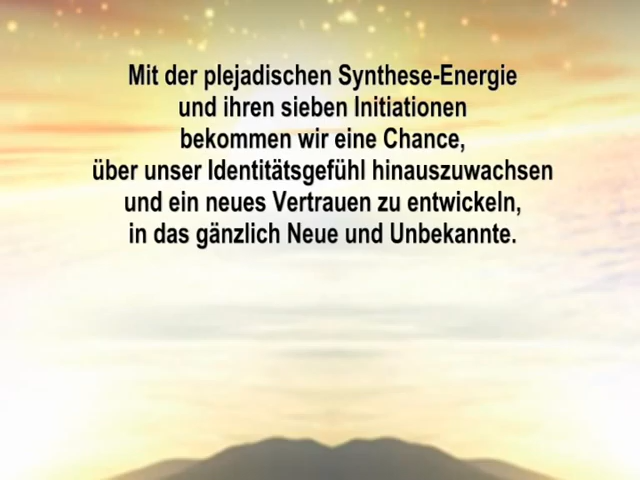 Mit der plejadischen Synthese-Energie
und ihren sieben Initiationen
bekommen wir eine Chance,
über unser Identitätsgefühl hinauszuwachsen
und ein neues Vertrauen zu entwickeln,
in das gänzlich Neue und Unbekannte.